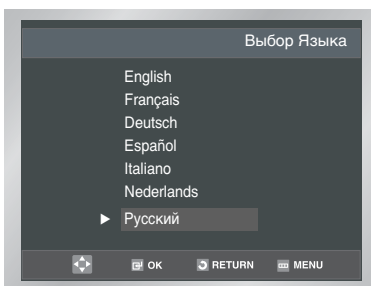 Выбор Языка
English
Français
Deutsch
Español
Italiano
Nederlands
Русский
OK RETURN MENU